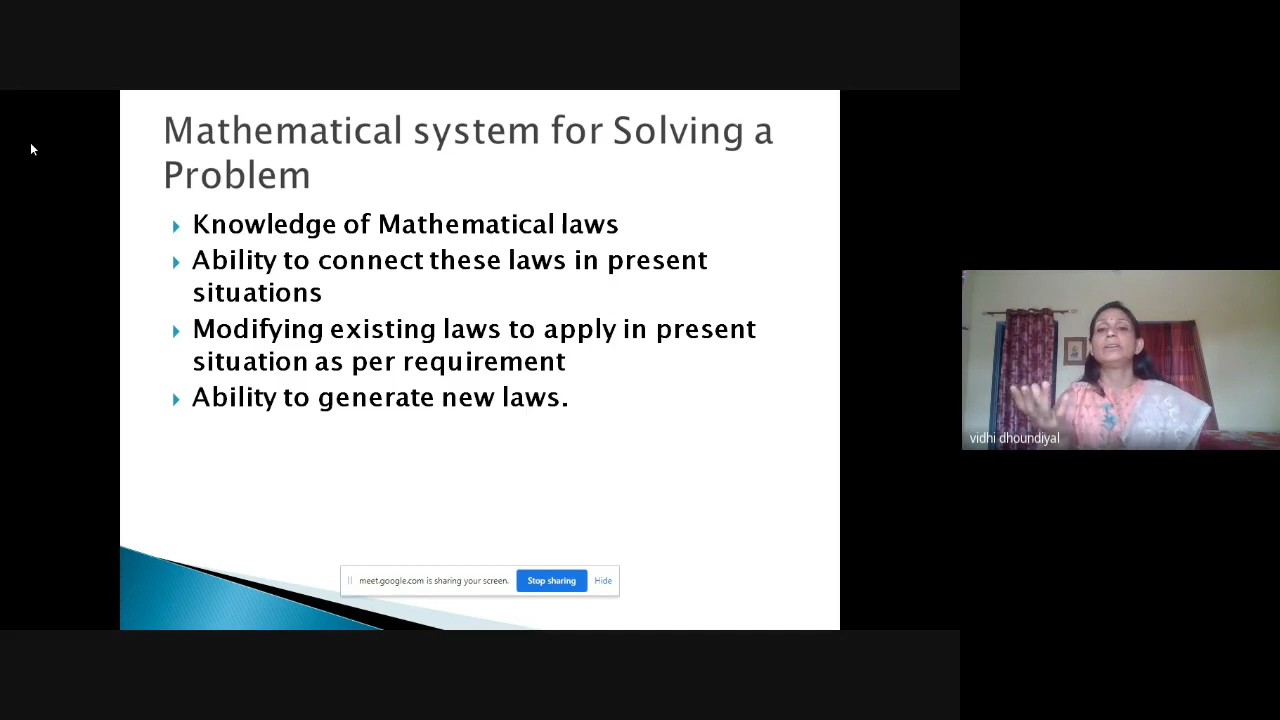 Mathematical system for Solving a
Problem
Knowledge of Mathematical laws
Ability to connect these laws in present
situations
Modifying existing laws to apply in present
situation as per requirement
Ability to generate new laws.
meet.google.com is sharing your screen.
Stop sharing
Hide
vidhi dhoundiyal